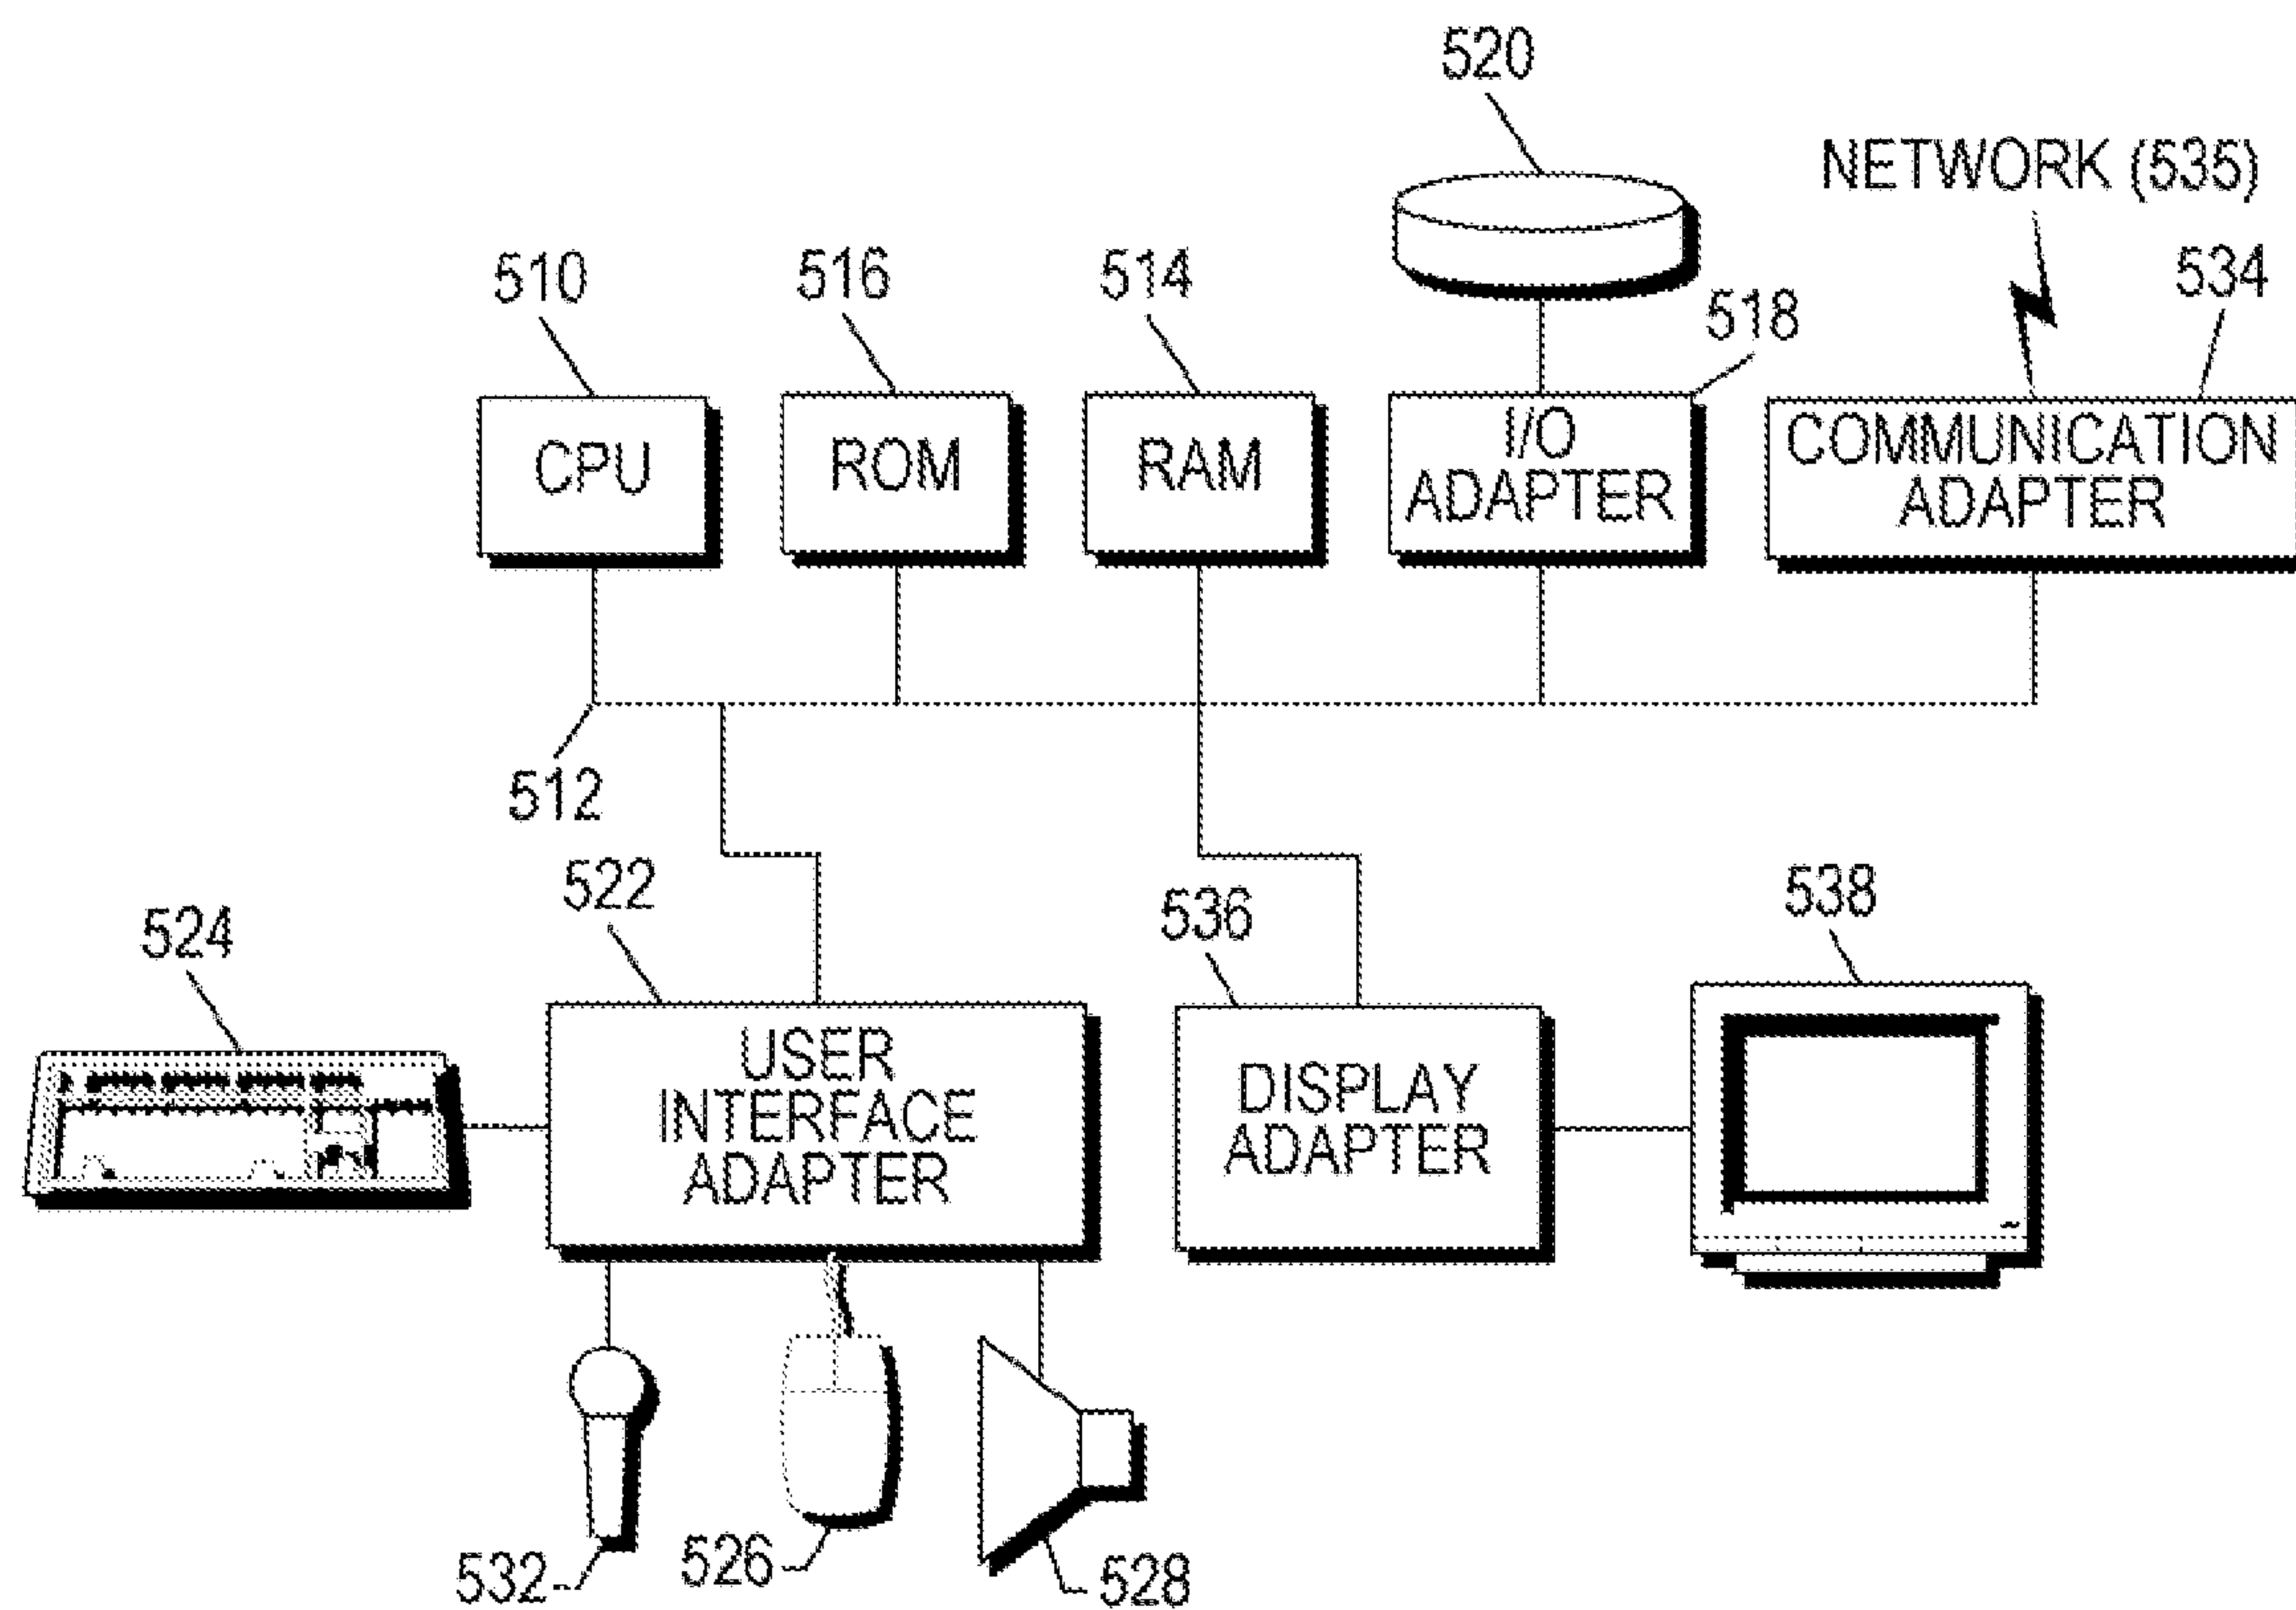 520
NETWORK (535)
510
516
514
518
534
CPU
ROM
RAM
I/O
ADAPTER
COMMUNICATION
ADAPTER
512
522
524
536
538
USER
INTERFACE
ADAPTER
DISPLAY
ADAPTER
532
526
528